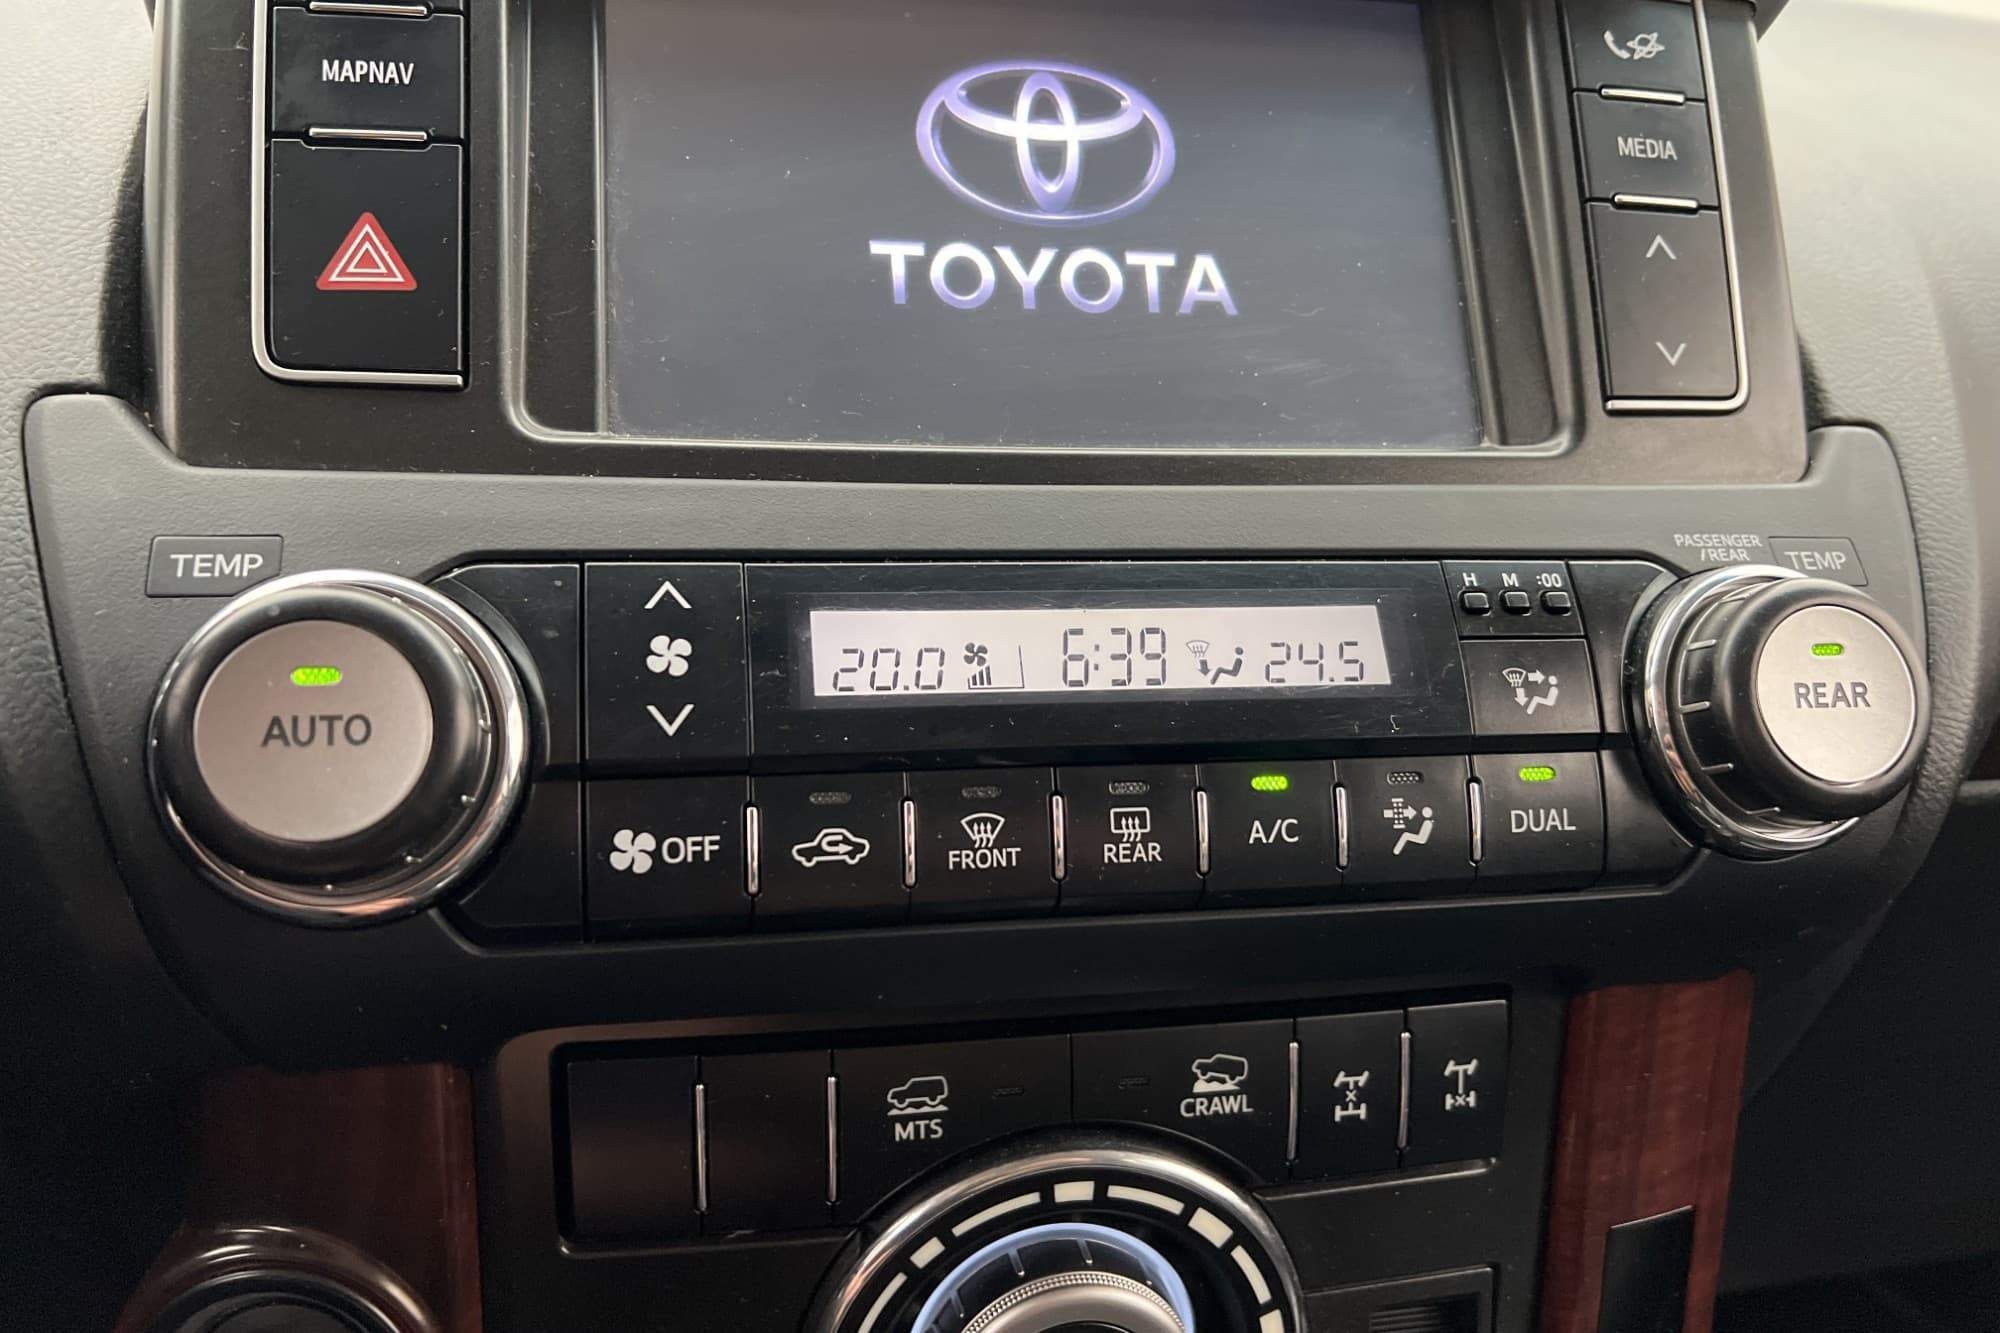 MAPNAV
MEDIA
TOYOTA
TEMP
PASSENGER
/REAR
TEMP
H M :00
20.0 6:39 24.5
AUTO
REAR
OFF
FRONT
REAR
A/C
DUAL
MTS
CRAWL